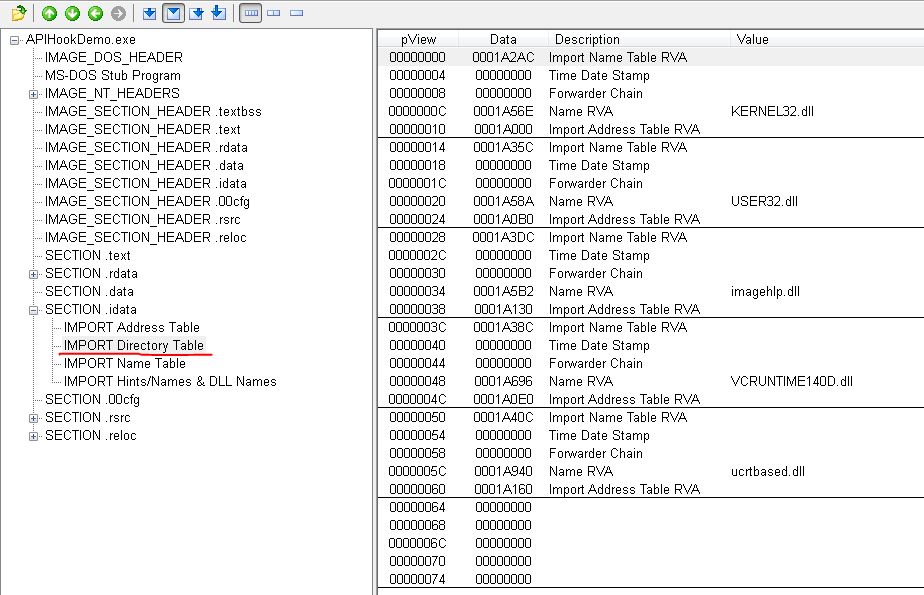 APIHookDemo.exe
IMAGE_DOS_HEADER
MS-DOS Stub Program
IMAGE_NT_HEADERS
IMAGE_SECTION_HEADER .textbss
IMAGE_SECTION_HEADER .text
IMAGE_SECTION_HEADER .rdata
IMAGE_SECTION_HEADER .data
IMAGE_SECTION_HEADER .idata
IMAGE_SECTION_HEADER .00cfg
IMAGE_SECTION_HEADER .rsrc
IMAGE_SECTION_HEADER .reloc
SECTION .text
SECTION .rdata
SECTION .data
SECTION .idata
IMPORT Address Table
IMPORT Directory Table
IMPORT Name Table
IMPORT Hints/Names & DLL Names
SECTION .00cfg
SECTION .rsrc
SECTION .reloc
pView Data Description Value
00000000 0001A2AC Import Name Table RVA
00000004 00000000 Time Date Stamp
00000008 00000000 Forwarder Chain
0000000C 0001A56E Name RVA KERNEL32.dll
00000010 0001A000 Import Address Table RVA
00000014 0001A35C Import Name Table RVA
00000018 00000000 Time Date Stamp
0000001C 00000000 Forwarder Chain
00000020 0001A58A Name RVA USER32.dll
00000024 0001A0B0 Import Address Table RVA
00000028 0001A3DC Import Name Table RVA
0000002C 00000000 Time Date Stamp
00000030 00000000 Forwarder Chain
00000034 0001A5B2 Name RVA imagehlp.dll
00000038 0001A130 Import Address Table RVA
0000003C 0001A38C Import Name Table RVA
00000040 00000000 Time Date Stamp
00000044 00000000 Forwarder Chain
00000048 0001A696 Name RVA VCRUNTIME140D.dll
0000004C 0001A0E0 Import Address Table RVA
00000050 0001A40C Import Name Table RVA
00000054 00000000 Time Date Stamp
00000058 00000000 Forwarder Chain
0000005C 0001A940 Name RVA ucrtbased.dll
00000060 0001A160 Import Address Table RVA
00000064 00000000
00000068 00000000
0000006C 00000000
00000070 00000000
00000074 00000000